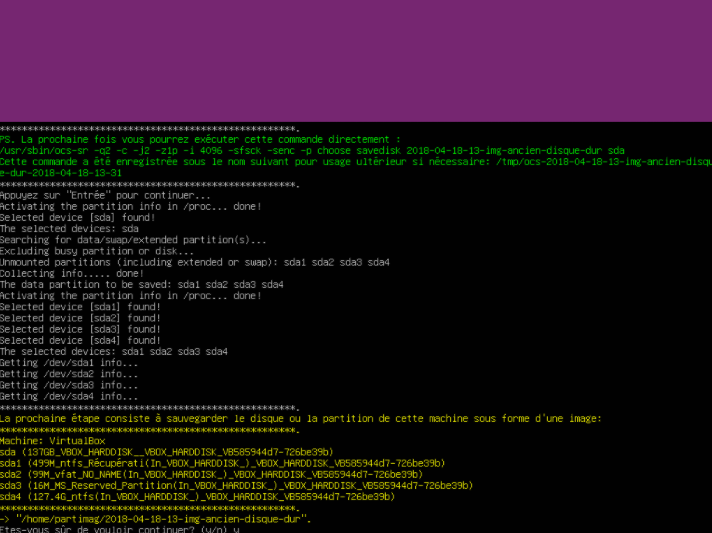 *****************************************************.
PS. La prochaine fois vous pourrez exécuter cette commande directement :
/usr/sbin/ocs-sr -q2 -c -j2 -z1p -i 4096 -sfsck -senc -p choose savedisk 2018-04-18-13-img-ancien-disque-dur sda
Cette commande a été enregistrée sous le nom suivant pour usage ultérieur si nécessaire: /tmp/ocs-2018-04-18-13-img-ancien-disqu
e-dur-2018-04-18-13-31
*****************************************************.
Appuyez sur "Entrée" pour continuer...
Activating the partition info in /proc... done!
Selected device [sda] found!
The selected devices: sda
Searching for data/swap/extended partition(s)...
Excluding busy partition or disk...
Unmounted partitions (including extended or swap): sda1 sda2 sda3 sda4
Collecting info..... done!
The data partition to be saved: sda1 sda2 sda3 sda4
Activating the partition info in /proc... done!
Selected device [sda1] found!
Selected device [sda2] found!
Selected device [sda3] found!
Selected device [sda4] found!
The selected devices: sda1 sda2 sda3 sda4
Getting /dev/sda1 info...
Getting /dev/sda2 info...
Getting /dev/sda3 info...
Getting /dev/sda4 info...
*****************************************************.
La prochaine étape consiste à sauvegarder le disque ou la partition de cette machine sous forme d'une image:
*****************************************************.
Machine: VirtualBox
sda (137GB_VBOX_HARDDISK__VBOX_HARDDISK_VB585944d7-726be39b)
sda1 (499M_ntfs_Récupérati(In_VBOX_HARDDISK_)_VBOX_HARDDISK_VB585944d7-726be39b)
sda2 (99M_vfat_NO_NAME(In_VBOX_HARDDISK_)_VBOX_HARDDISK_VB585944d7-726be39b)
sda3 (16M_MS_Reserved_Partition(In_VBOX_HARDDISK_)_VBOX_HARDDISK_VB585944d7-726be39b)
sda4 (127.4G_ntfs(In_VBOX_HARDDISK_)_VBOX_HARDDISK_VB585944d7-726be39b)
*****************************************************.
-> "/home/partimag/2018-04-18-13-img-ancien-disque-dur".
Etes-vous sûr de vouloir continuer? (y/n) y